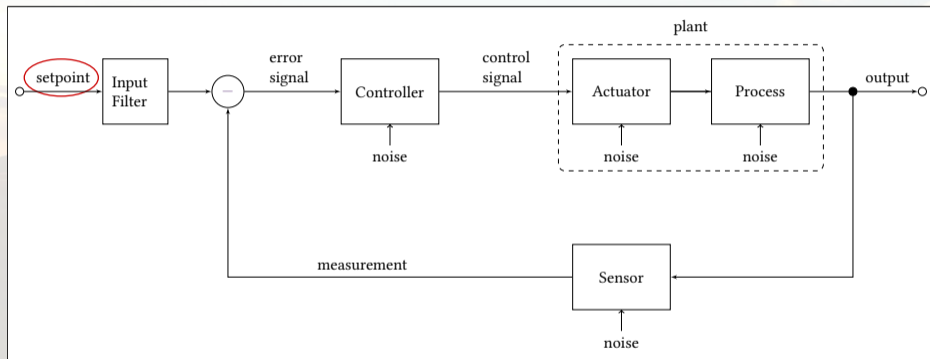 plant
error
signal
control
signal
setpoint
Input
Filter
−
Controller
Actuator
Process
output
noise
noise
noise
measurement
Sensor
noise